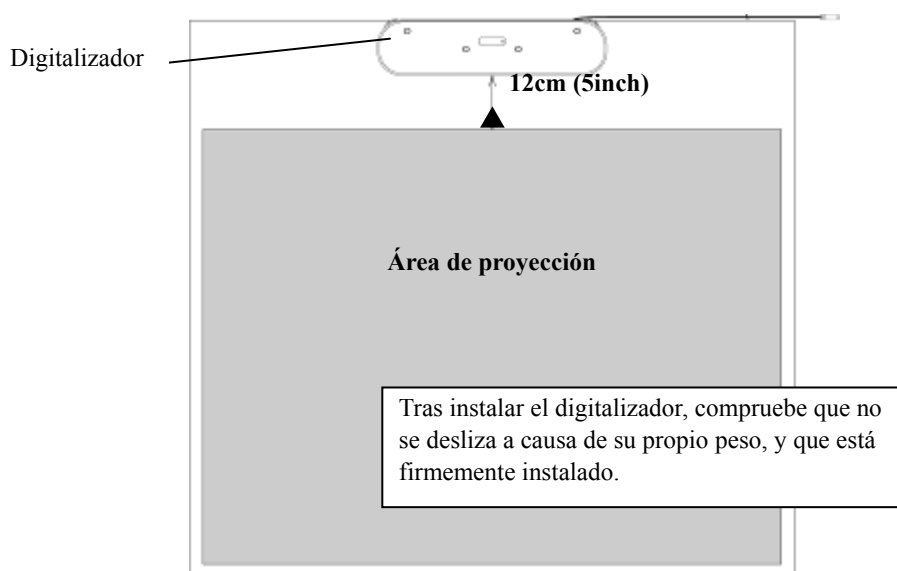 Digitalizador
12cm (5inch)
Área de proyección
Tras instalar el digitalizador, compruebe que no
se desliza a causa de su propio peso, y que está
firmemente instalado.